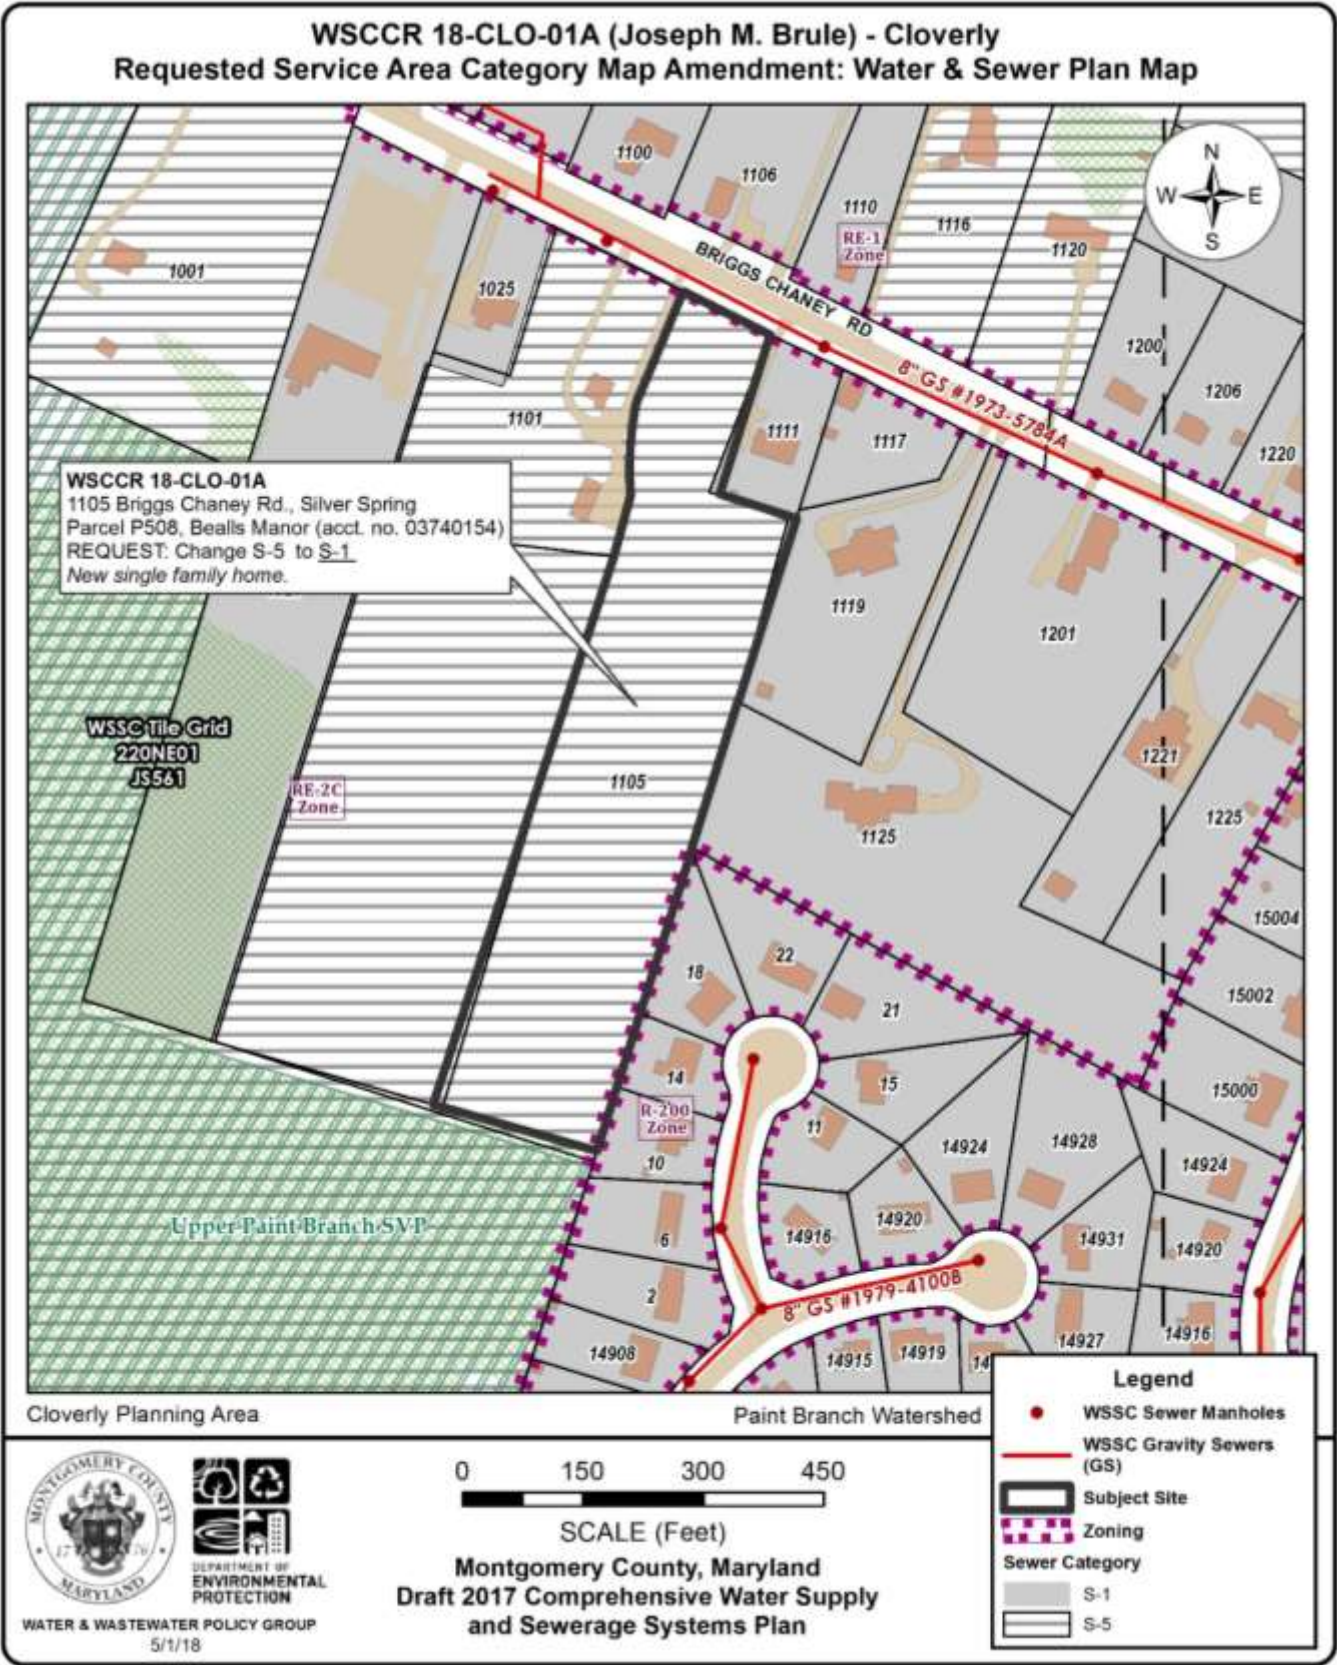 WSCCR 18-CLO-01A (Joseph M. Brule) - Cloverly
Requested Service Area Category Map Amendment: Water & Sewer Plan Map
1100
1106
1110
RE-1
Zone
1116
1120
N
W
E
S
1001
1025
BRIGGS CHANEY RD
1200
1206
1220
8" GS #1973-5784A
1101
1111
1117
WSCCR 18-CLO-01A
1105 Briggs Chaney Rd., Silver Spring
Parcel P508, Bealls Manor (acct. no. 03740154)
REQUEST: Change S-5 to S-1
New single family home.
1119
1201
WSSC Tile Grid
220NE01
JS561
RE-2C
Zone
1105
1221
1125
1225
15004
18
22
21
15002
14
15
15000
R-200
Zone
11
10
14924
14928
14924
Upper Paint Branch SVP
6
14916
14920
14931
14920
2
8" GS #1979-4100B
14908
14915
14919
14
14927
14916
Cloverly Planning Area
Paint Branch Watershed
Legend
WSSC Sewer Manholes
WSSC Gravity Sewers
(GS)
Subject Site
Zoning
Sewer Category
S-1
S-5
MONTGOMERY COUNTY
17 76
MARYLAND
DEPARTMENT OF
ENVIRONMENTAL
PROTECTION
WATER & WASTEWATER POLICY GROUP
5/1/18
0 150 300 450
SCALE (Feet)
Montgomery County, Maryland
Draft 2017 Comprehensive Water Supply
and Sewerage Systems Plan